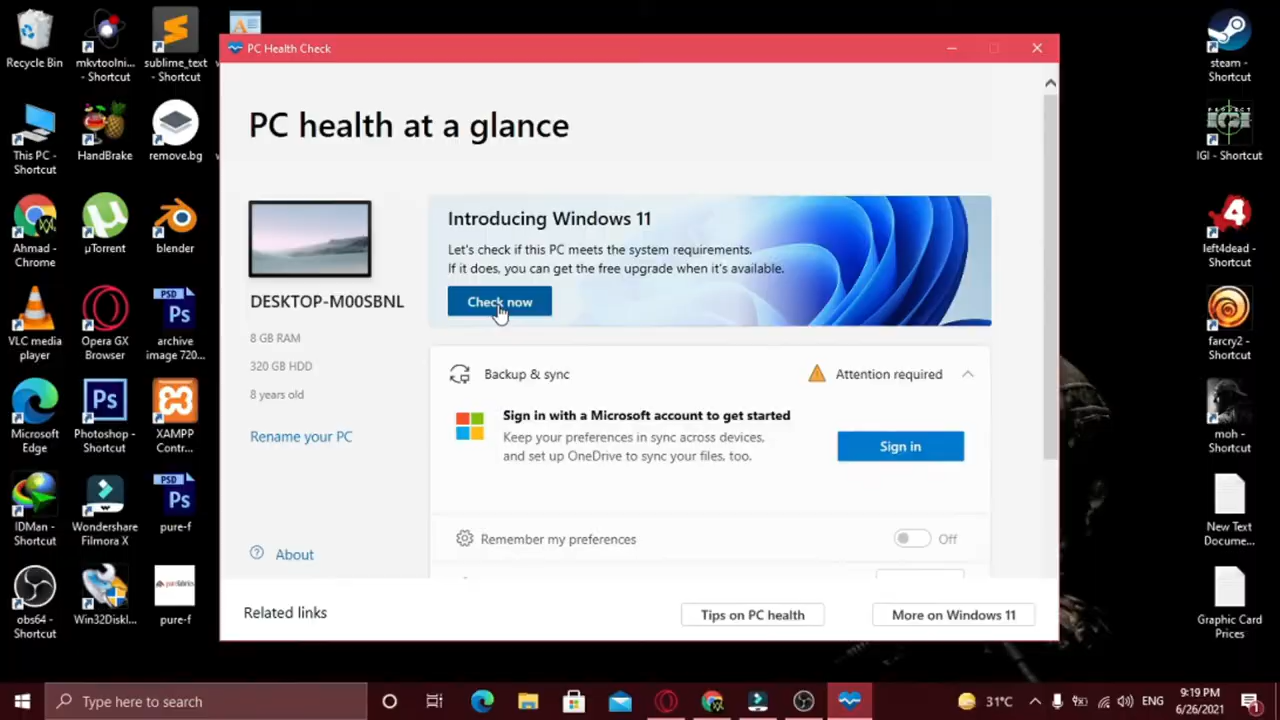 Recycle Bin
mkvtoolni...
- Shortcut
sublime_text
- Shortcut
This PC -
Shortcut
HandBrake
remove.bg
Ahmad -
Chrome
µTorrent
blender
VLC media
player
Opera GX
Browser
archive
image 720...
Microsoft
Edge
Photoshop -
Shortcut
XAMPP
Contr...
IDMan -
Shortcut
Wondershare
Filmora X
pure-f
obs64 -
Shortcut
Win32DiskI...
pure-f
PC Health Check
PC health at a glance
DESKTOP-M00SBNL
8 GB RAM
320 GB HDD
8 years old
Rename your PC
About
Introducing Windows 11
Let's check if this PC meets the system requirements.
If it does, you can get the free upgrade when it's available.
Check now
Backup & sync
Attention required
Sign in with a Microsoft account to get started
Keep your preferences in sync across devices,
and set up OneDrive to sync your files, too.
Sign in
Remember my preferences
Off
Related links
Tips on PC health
More on Windows 11
steam -
Shortcut
IGI - Shortcut
left4dead -
Shortcut
farcry2 -
Shortcut
moh -
Shortcut
New Text
Docume...
Graphic Card
Prices
Type here to search
31°C
ENG
9:19 PM
6/26/2021